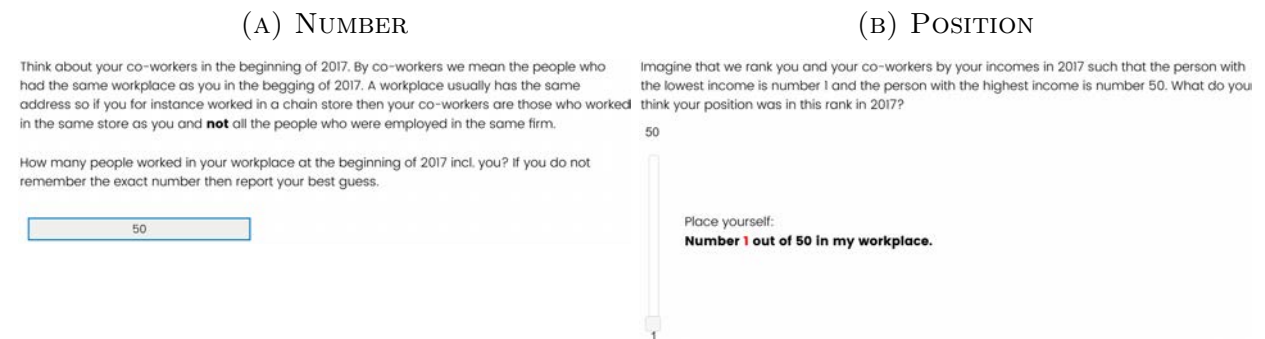 (A) NUMBER
Think about your co-workers in the beginning of 2017. By co-workers we mean the people who
had the same workplace as you in the begging of 2017. A workplace usually has the same
address so if you for instance worked in a chain store then your co-workers are those who worked
in the same store as you and not all the people who were employed in the same firm.
How many people worked in your workplace at the beginning of 2017 incl. you? If you do not
remember the exact number then report your best guess.
50
(B) POSITION
Imagine that we rank you and your co-workers by your incomes in 2017 such that the person with
the lowest income is number 1 and the person with the highest income is number 50. What do you
think your position was in this rank in 2017?
50
Place yourself:
Number 1 out of 50 in my workplace.
1